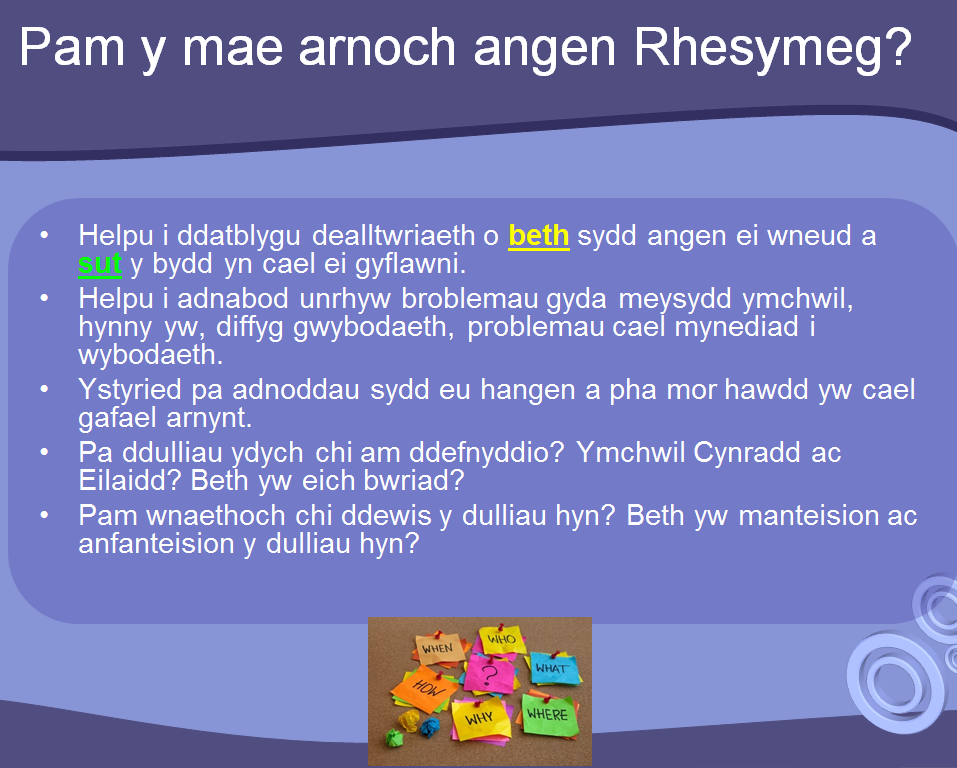 Pam y mae arnoch angen Rhesymeg?
• Helpu i ddatblygu dealltwriaeth o beth sydd angen ei wneud a
sut y bydd yn cael ei gyflawni.
• Helpu i adnabod unrhyw broblemau gyda meysydd ymchwil,
hynny yw, diffyg gwybodaeth, problemau cael mynediad i
wybodaeth.
• Ystyried pa adnoddau sydd eu hangen a pha mor hawdd yw cael
gafael arnynt.
• Pa ddulliau ydych chi am ddefnyddio? Ymchwil Cynradd ac
Eilaidd? Beth yw eich bwriad?
• Pam wnaethoch chi ddewis y dulliau hyn? Beth yw manteision ac
anfanteision y dulliau hyn?
WHEN
WHO
?
WHAT
HOW
WHY
WHERE